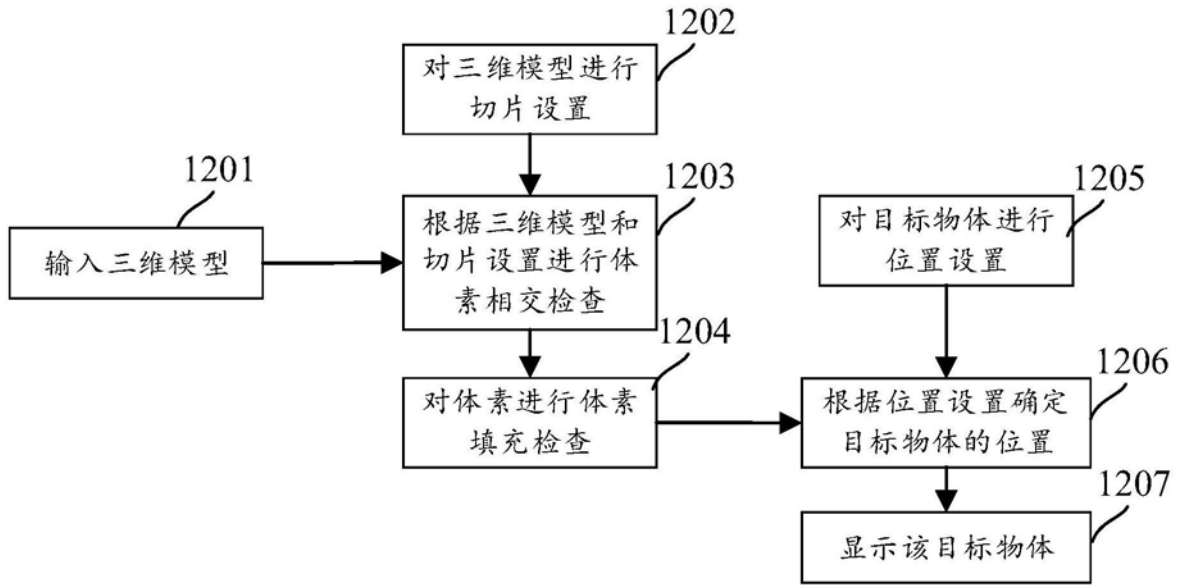 1201
输入三维模型
1202
对三维模型进行
切片设置
1203
根据三维模型和
切片设置进行体
素相交检查
1204
对体素进行体素
填充检查
1205
对目标物体进行
位置设置
1206
根据位置设置确定
目标物体的位置
1207
显示该目标物体